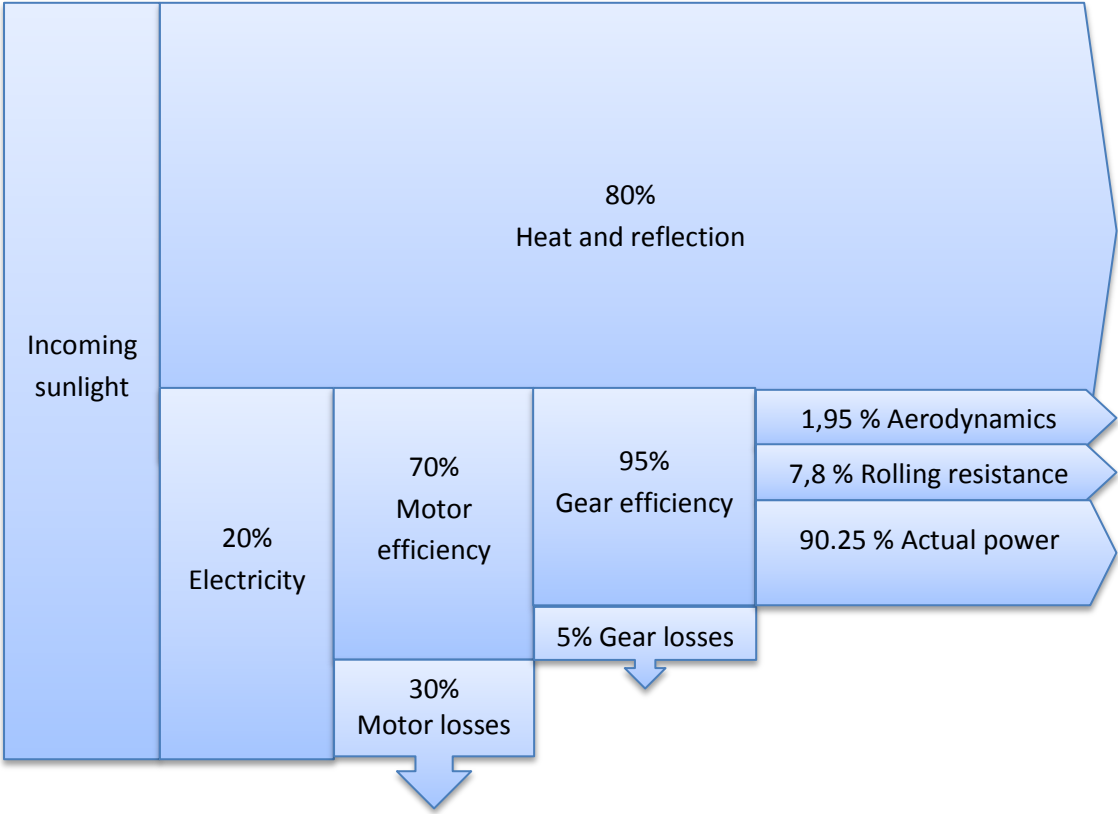 80%
Heat and reflection
Incoming
sunlight
20%
Electricity
70%
Motor
efficiency
30%
Motor losses
95%
Gear efficiency
5% Gear losses
1,95 % Aerodynamics
7,8 % Rolling resistance
90.25 % Actual power